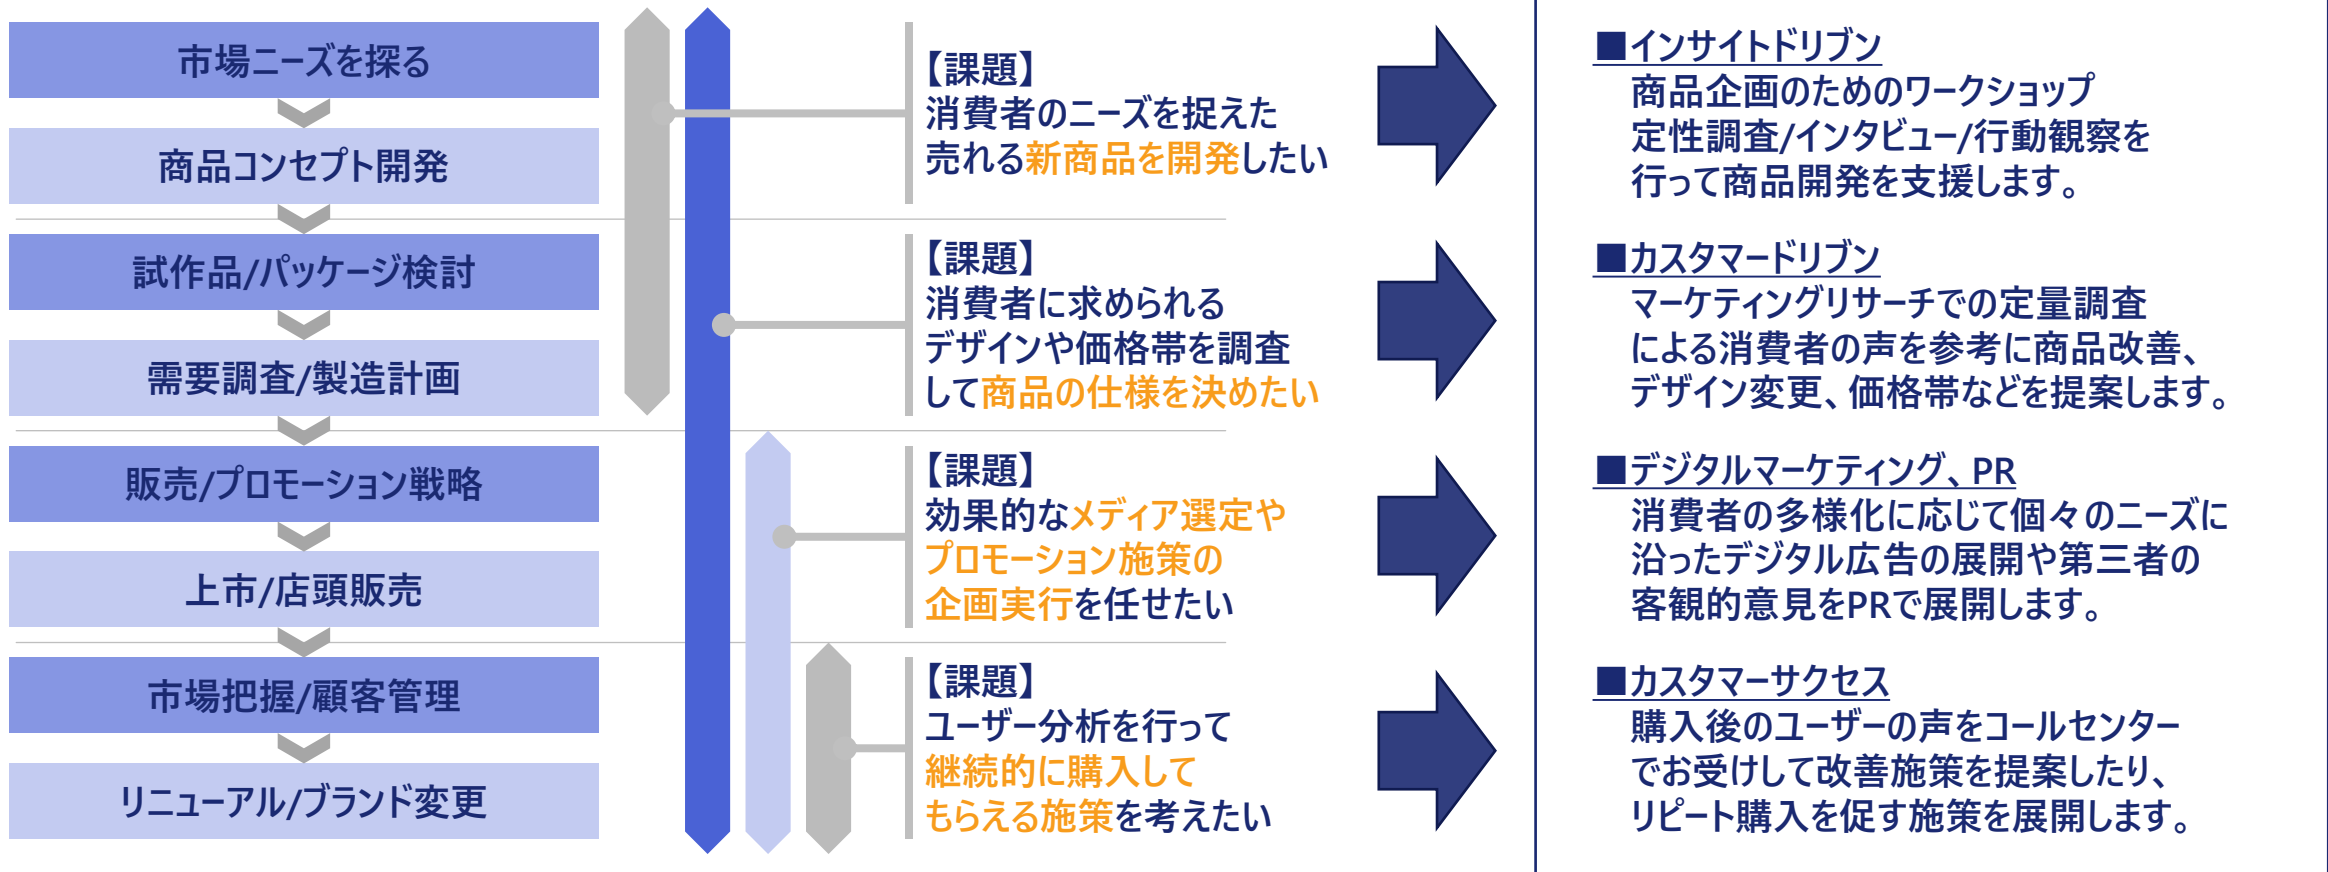 市場ニーズを探る
商品コンセプト開発
試作品/パッケージ検討
需要調査/製造計画
販売/プロモーション戦略
上市/店頭販売
市場把握/顧客管理
リニューアル/ブランド変更
【課題】
消費者のニーズを捉えた
売れる新商品を開発したい
【課題】
消費者に求められる
デザインや価格帯を調査
して商品の仕様を決めたい
【課題】
効果的なメディア選定や
プロモーション施策の
企画実行を任せたい
【課題】
ユーザー分析を行って
継続的に購入して
もらえる施策を考えたい
■インサイトドリブン
商品企画のためのワークショップ
定性調査/インタビュー/行動観察を
行って商品開発を支援します。
■カスタマードリブン
マーケティングリサーチでの定量調査
による消費者の声を参考に商品改善、
デザイン変更、価格帯などを提案します。
■デジタルマーケティング、PR
消費者の多様化に応じて個々のニーズに
沿ったデジタル広告の展開や第三者の
客観的意見をPRで展開します。
■カスタマーサクセス
購入後のユーザーの声をコールセンター
でお受けして改善施策を提案したり、
リピート購入を促す施策を展開します。